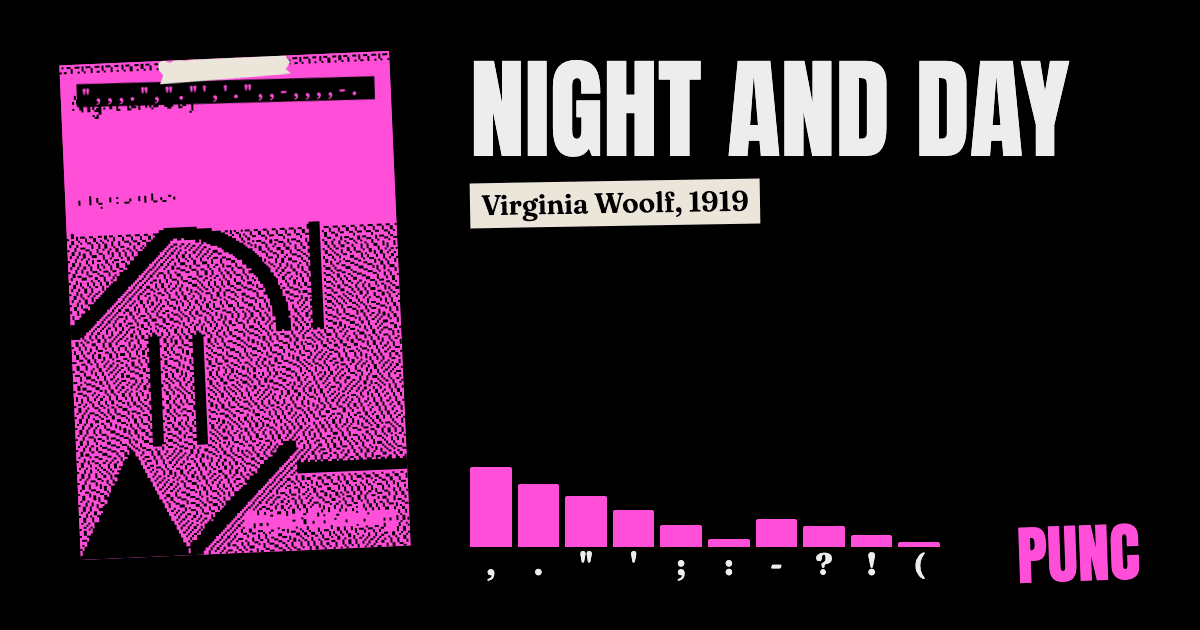 ",,,.","."','.",,-,,,,-.
NIGHT AND DAY
Virginia Woolf, 1919
, . " ' ; : - ? ! (
PUNC